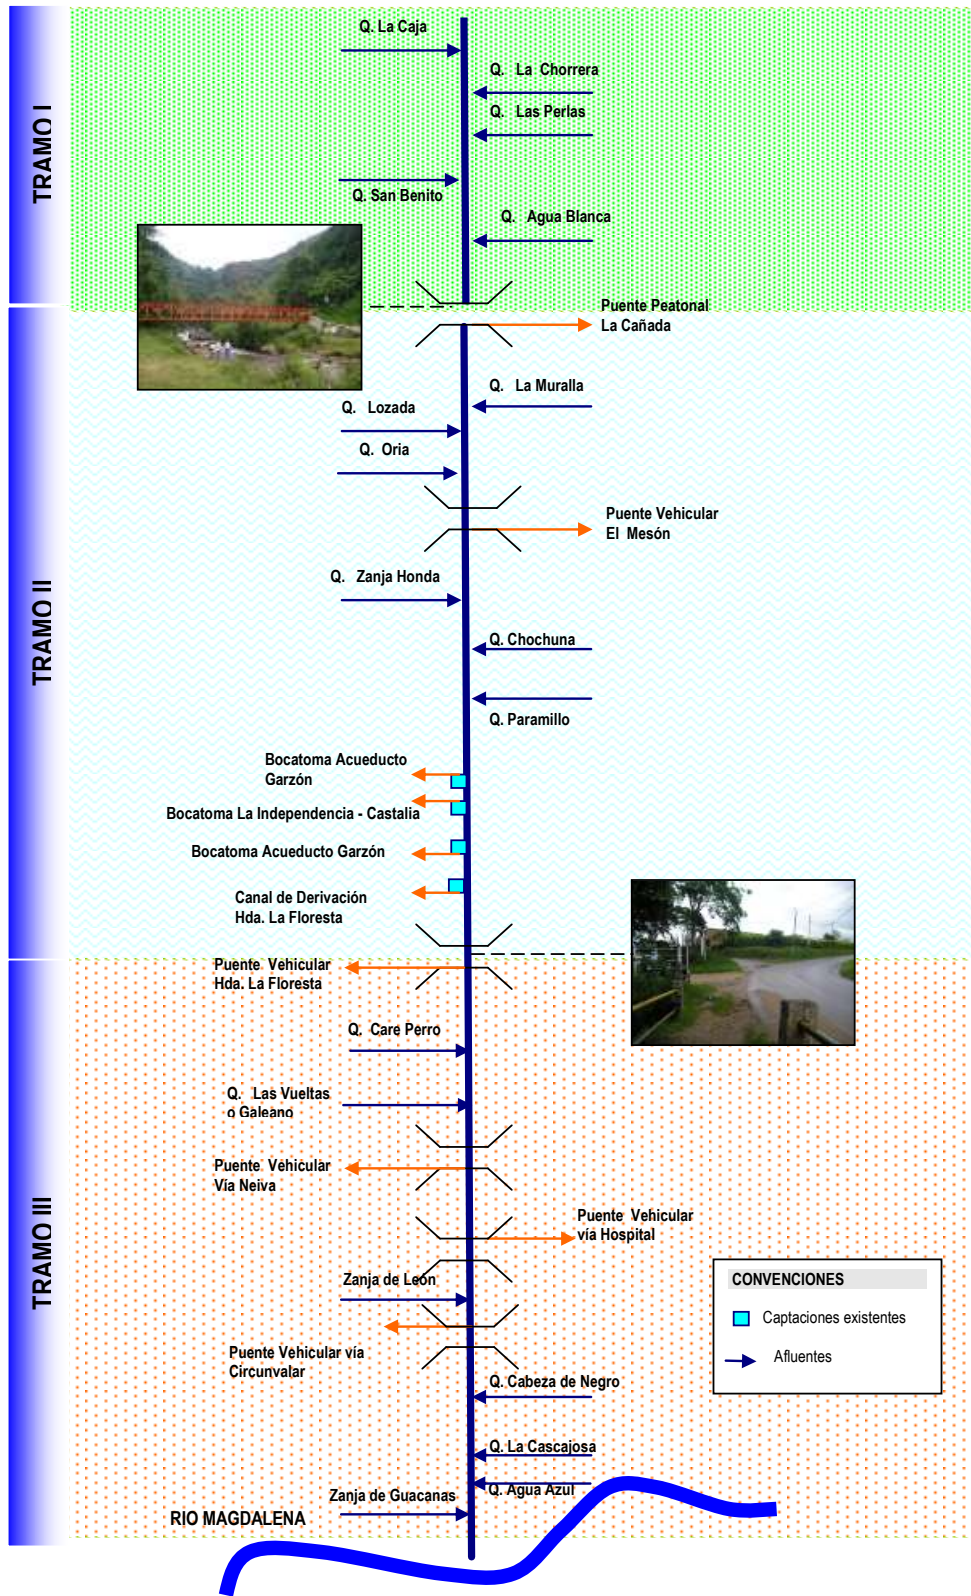 TRAMO I
Q. La Caja
Q. La Chorrera
Q. Las Perlas
Q. San Benito
Q. Agua Blanca
Puente Peatonal
La Cañada
TRAMO II
Q. La Muralla
Q. Lozada
Q. Oria
Puente Vehicular
El Mesón
Q. Zanja Honda
Q. Chochuna
Q. Paramillo
Bocatoma Acueducto
Garzón
Bocatoma La Independencia - Castalia
Bocatoma Acueducto Garzón
Canal de Derivación
Hda. La Floresta
TRAMO III
Puente Vehicular
Hda. La Floresta
Q. Care Perro
Q. Las Vueltas
o Galeano
Puente Vehicular
Vía Neiva
Puente Vehicular
vía Hospital
Zanja de León
Puente Vehicular vía
Circunvalar
Q. Cabeza de Negro
Q. La Cascajosa
Q. Agua Azul
Zanja de Guacanas
RIO MAGDALENA
CONVENCIONES
Captaciones existentes
Afluentes